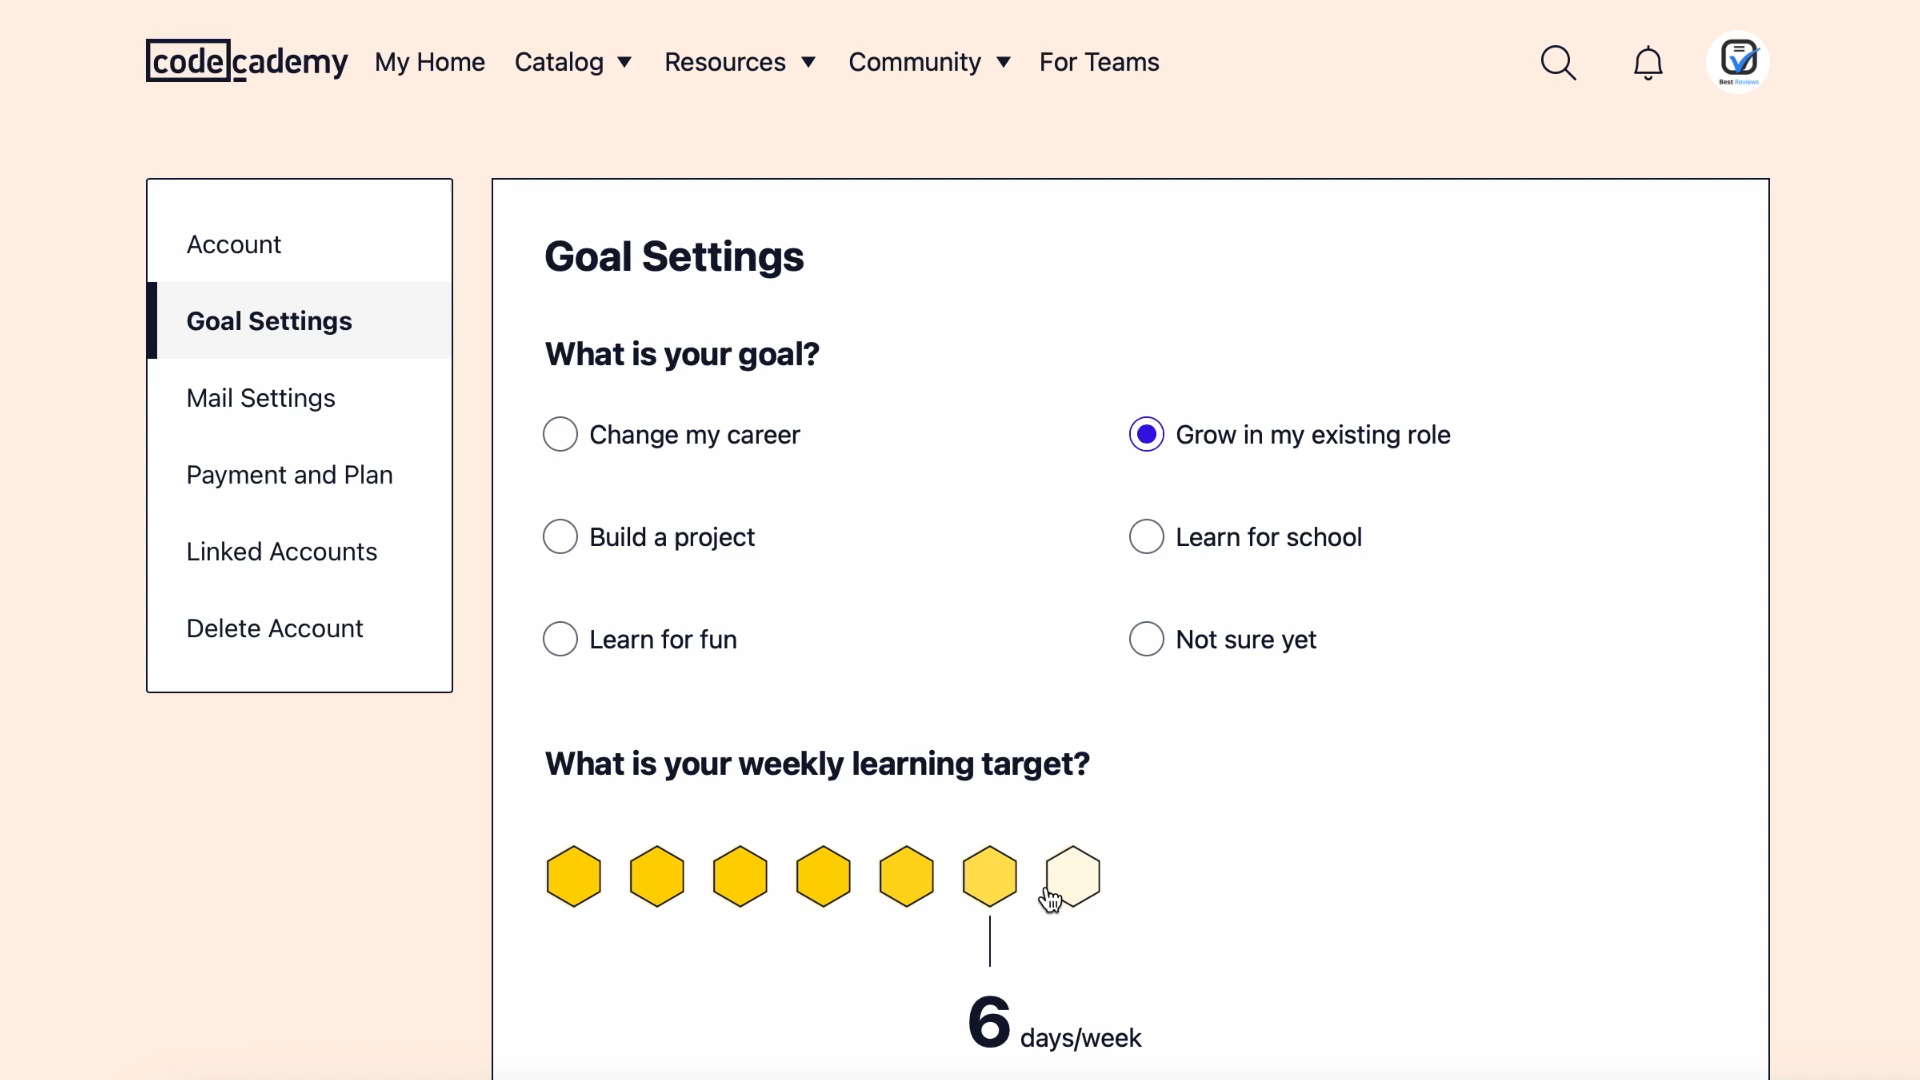 codecademy My Home Catalog Resources Community For Teams
Best Reviews
Account
Goal Settings
Mail Settings
Payment and Plan
Linked Accounts
Delete Account
Goal Settings
What is your goal?
Change my career
Grow in my existing role
Build a project
Learn for school
Learn for fun
Not sure yet
What is your weekly learning target?
6 days/week